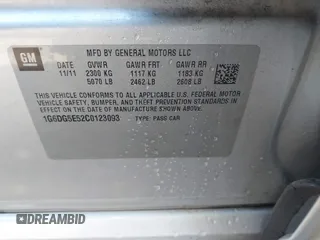 GM
MFD BY GENERAL MOTORS LLC
11/11 GVWR GAWR FRT GAWR RR
2300 KG 1117 KG 1183 KG
5070 LB 2462 LB 2608 LB
THIS VEHICLE CONFORMS TO ALL APPLICABLE U.S. FEDERAL MOTOR
VEHICLE SAFETY, BUMPER, AND THEFT PREVENTION STANDARDS
IN EFFECT ON THE DATE OF MANUFACTURE SHOWN ABOVE.
1G6DG5E52C0123093 TYPE: PASS CAR
DREAMBID